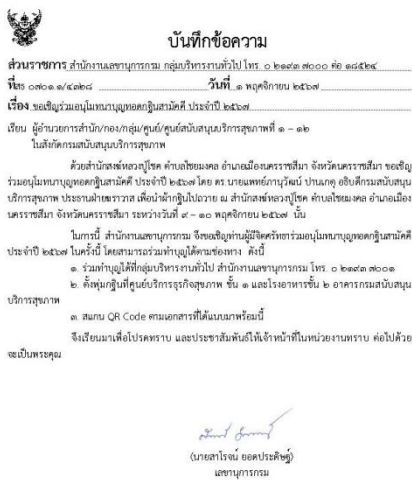 บันทึกข้อความ
ส่วนราชการ สำนักงานเลขานุการกรม กลุ่มบริหารงานทั่วไป โทร. ๐ ๒๑๙๓ ๗๐๐๐ ต่อ ๑๘๕๒๔
ที่ สธ ๐๗๐๑.๑/๔๓๒๘ วันที่ ๑ พฤศจิกายน ๒๕๖๗
เรื่อง ขอเชิญร่วมอนุโมทนาบุญทอดกฐินสามัคคี ประจำปี ๒๕๖๗
เรียน ผู้อำนวยการสำนัก/กอง/กลุ่ม/ศูนย์/ศูนย์สนับสนุนบริการสุขภาพที่ ๑ – ๑๒
ในสังกัดกรมสนับสนุนบริการสุขภาพ
ด้วยสำนักสงฆ์หลวงปู่โชค ตำบลไชยมงคล อำเภอเมืองนครราชสีมา จังหวัดนครราชสีมา ขอเชิญ
ร่วมอนุโมทนาบุญทอดกฐินสามัคคี ประจำปี ๒๕๖๗ โดย ดร. นายแพทย์ภานุวัฒน์ ปานเกตุ อธิบดีกรมสนับสนุน
บริการสุขภาพ ประธานฝ่ายฆราวาส เพื่อนำผ้ากฐินไปถวาย ณ สำนักสงฆ์หลวงปู่โชค ตำบลไชยมงคล อำเภอเมือง
นครราชสีมา จังหวัดนครราชสีมา ระหว่างวันที่ ๙ – ๑๐ พฤศจิกายน ๒๕๖๗ นั้น
ในการนี้ สำนักงานเลขานุการกรม จึงขอเชิญท่านผู้มีจิตศรัทธาร่วมอนุโมทนาบุญทอดกฐินสามัคคี
ประจำปี ๒๕๖๗ ในครั้งนี้ โดยสามารถร่วมทำบุญได้ตามช่องทาง ดังนี้
๑. ร่วมทำบุญได้ที่กลุ่มบริหารงานทั่วไป สำนักงานเลขานุการกรม โทร. ๐ ๒๑๙๓ ๗๐๐๑
๒. ตั้งพุ่มกฐินที่ศูนย์บริการธุรกิจสุขภาพ ชั้น ๑ และโรงอาหารชั้น ๒ อาคารกรมสนับสนุน
บริการสุขภาพ
๓. สแกน QR Code ตามเอกสารที่ได้แนบมาพร้อมนี้
จึงเรียนมาเพื่อโปรดทราบ และประชาสัมพันธ์ให้เจ้าหน้าที่ในหน่วยงานทราบ ต่อไปด้วย
จะเป็นพระคุณ
(นายสาโรจน์ ยอดประดิษฐ์)
เลขานุการกรม